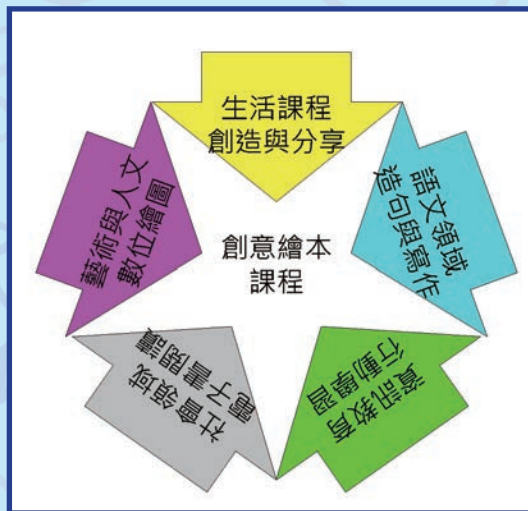 生活課程
創造與分享
語文領域
造句與寫作
資訊教育
行動學習
社會領域
電子書閱讀
藝術與人文
數位繪圖
創意繪本
課程